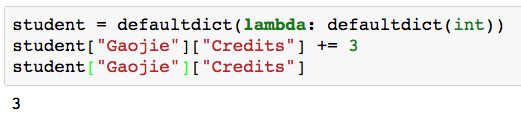 student = defaultdict(lambda: defaultdict(int))
student["Gaojie"]["Credits"] += 3
student["Gaojie"]["Credits"]
3